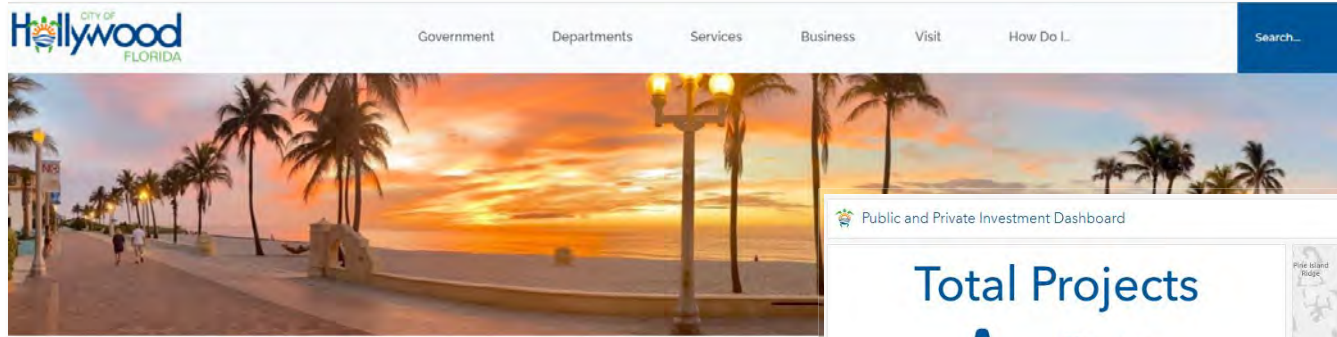 CITY OF
Hollywood
FLORIDA
Government Departments Services Business Visit How Do I... Search...
Public and Private Investment Dashboard
Total Projects
Pine Island
Ridge